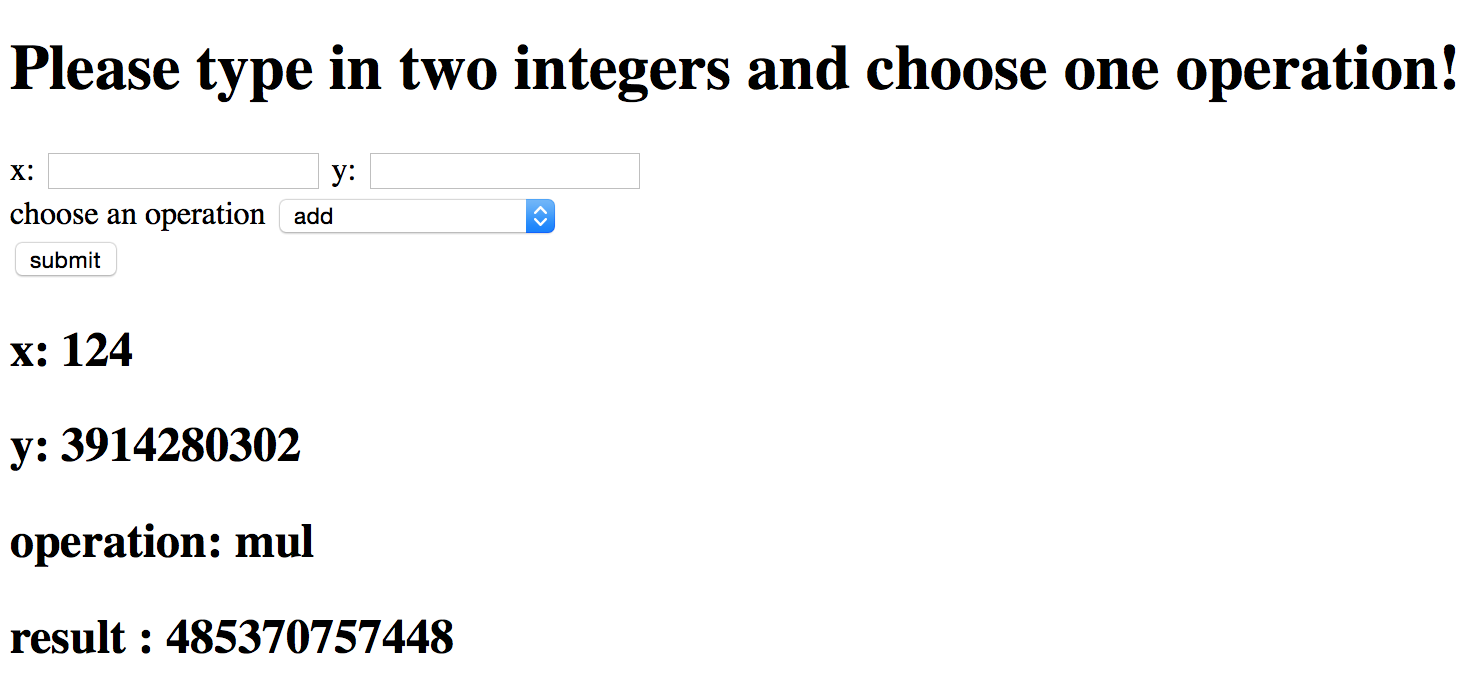 Please type in two integers and choose one operation!
x: y:
choose an operation add
submit
x: 124
y: 3914280302
operation: mul
result : 485370757448